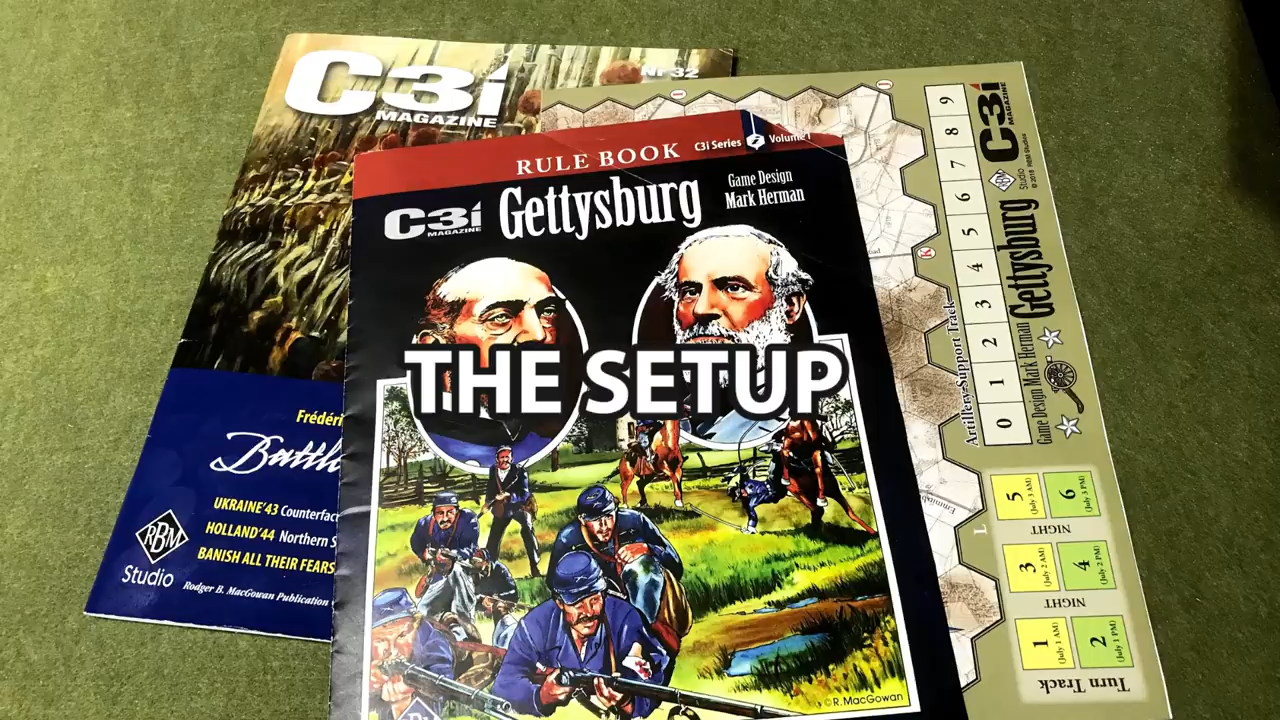 C3i
MAGAZINE
Nr 32
RULE BOOK
C3i Series
Volume I
C3i
MAGAZINE
Gettysburg
Game Design
Mark Herman
THE SETUP
UKRAINE'43
HOLLAND'44 Northern
BANISH ALL THEIR FEARS
RBM
Studio
Rodger B. MacGowan Publication
©R.MacGowan
I
J
K
L
Artillery Support Track
0 1 2 3 4 5 6 7 8 9
Game Design Mark Herman
Gettysburg
RBM
Studio
© 2018 RBM Studios
C3i
MAGAZINE
Turn Track
1
(July 1 AM)
2
(July 1 PM)
NIGHT
3
(July 2 AM)
4
(July 2 PM)
NIGHT
5
(July 3 AM)
6
(July 3 PM)